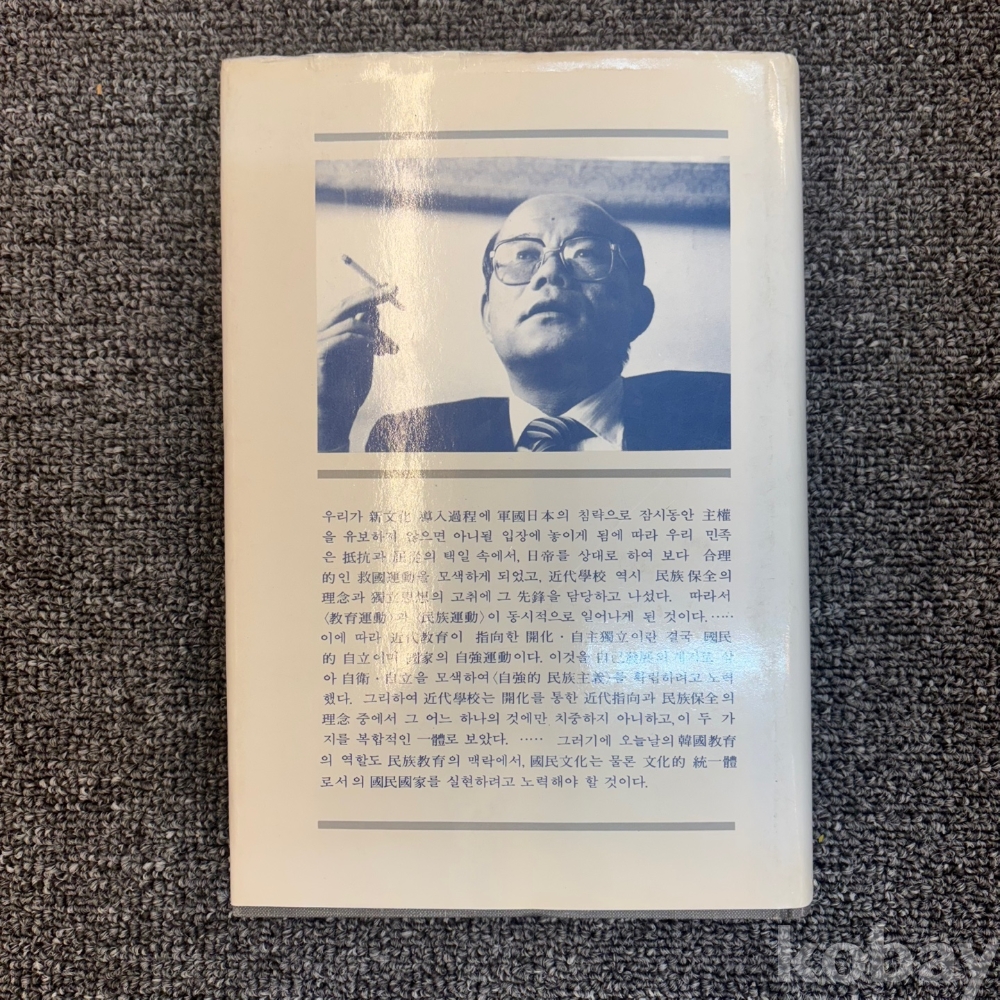 우리가 新文化 導入過程에 軍國日本의 침략으로 잠시동안 主權
을 유보하지 않으면 아니될 입장에 놓이게 됨에 따라 우리 민족
은 抵抗과 의 택일 속에서, 日帝를 상대로 하여 보다 合理
的인 救國運動을 모색하게 되었고, 近代學校 역시 民族保全의
理念과 獨立思想의 고취에 그 先鋒을 담당하고 나섰다. 따라서
〈敎育運動〉과 〈民族運動〉이 동시적으로 일어나게 된 것이다.‥‥‥
이에 따라 近代敎育이 指向한 開化·自主獨立이란 결국 國民
的 自立이며 國家의 自強運動이다. 이것을 自己發展의 계기로 삼
아 自衛·自立을 모색하여 〈自強的 民族主義〉를 확립하려고 노력
했다. 그리하여 近代學校는 開化를 통한 近代指向과 民族保全의
理念 중에서 그 어느 하나의 것에만 치중하지 아니하고, 이 두 가
지를 복합적인 一體로 보았다. ‥‥‥ 그러기에 오늘날의 韓國敎育
의 역할도 民族敎育의 맥락에서, 國民文化는 물론 文化的 統一體
로서의 國民國家를 실현하려고 노력해야 할 것이다.
kobay